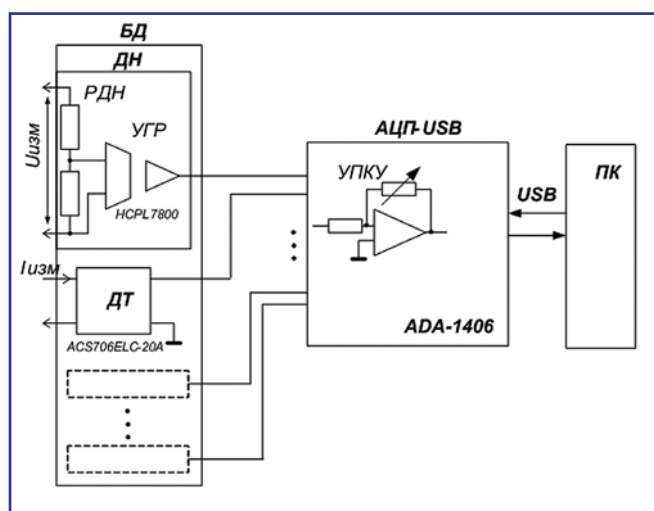 БД
ДН
РДН
УГР
Uизм
HCPL7800
Iизм
ДТ
ACS706ELC-20A
АЦП-USB
УПКУ
ADA-1406
USB
ПК